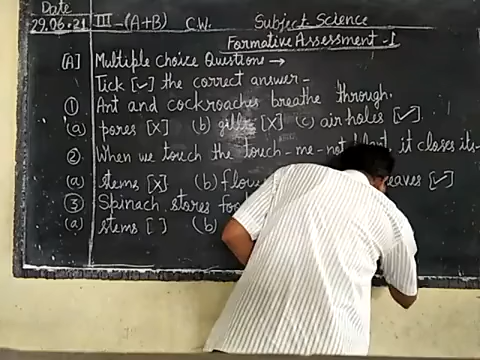 Date
29.06.21 III-(A+B) C.W. Subject Science
Formative Assessment-I
[A] Multiple Choice Questions →
Tick [✓] the correct answer -
① Ant and cockroaches breathe through.
(a) pores [x] (b) gills [x] (c) air holes [✓]
② When we touch the touch-me-not plant, it closes its-
(a) stems [x] (b) eaves [✓]
③ Spinach stores
(a) stems [ ] (b)